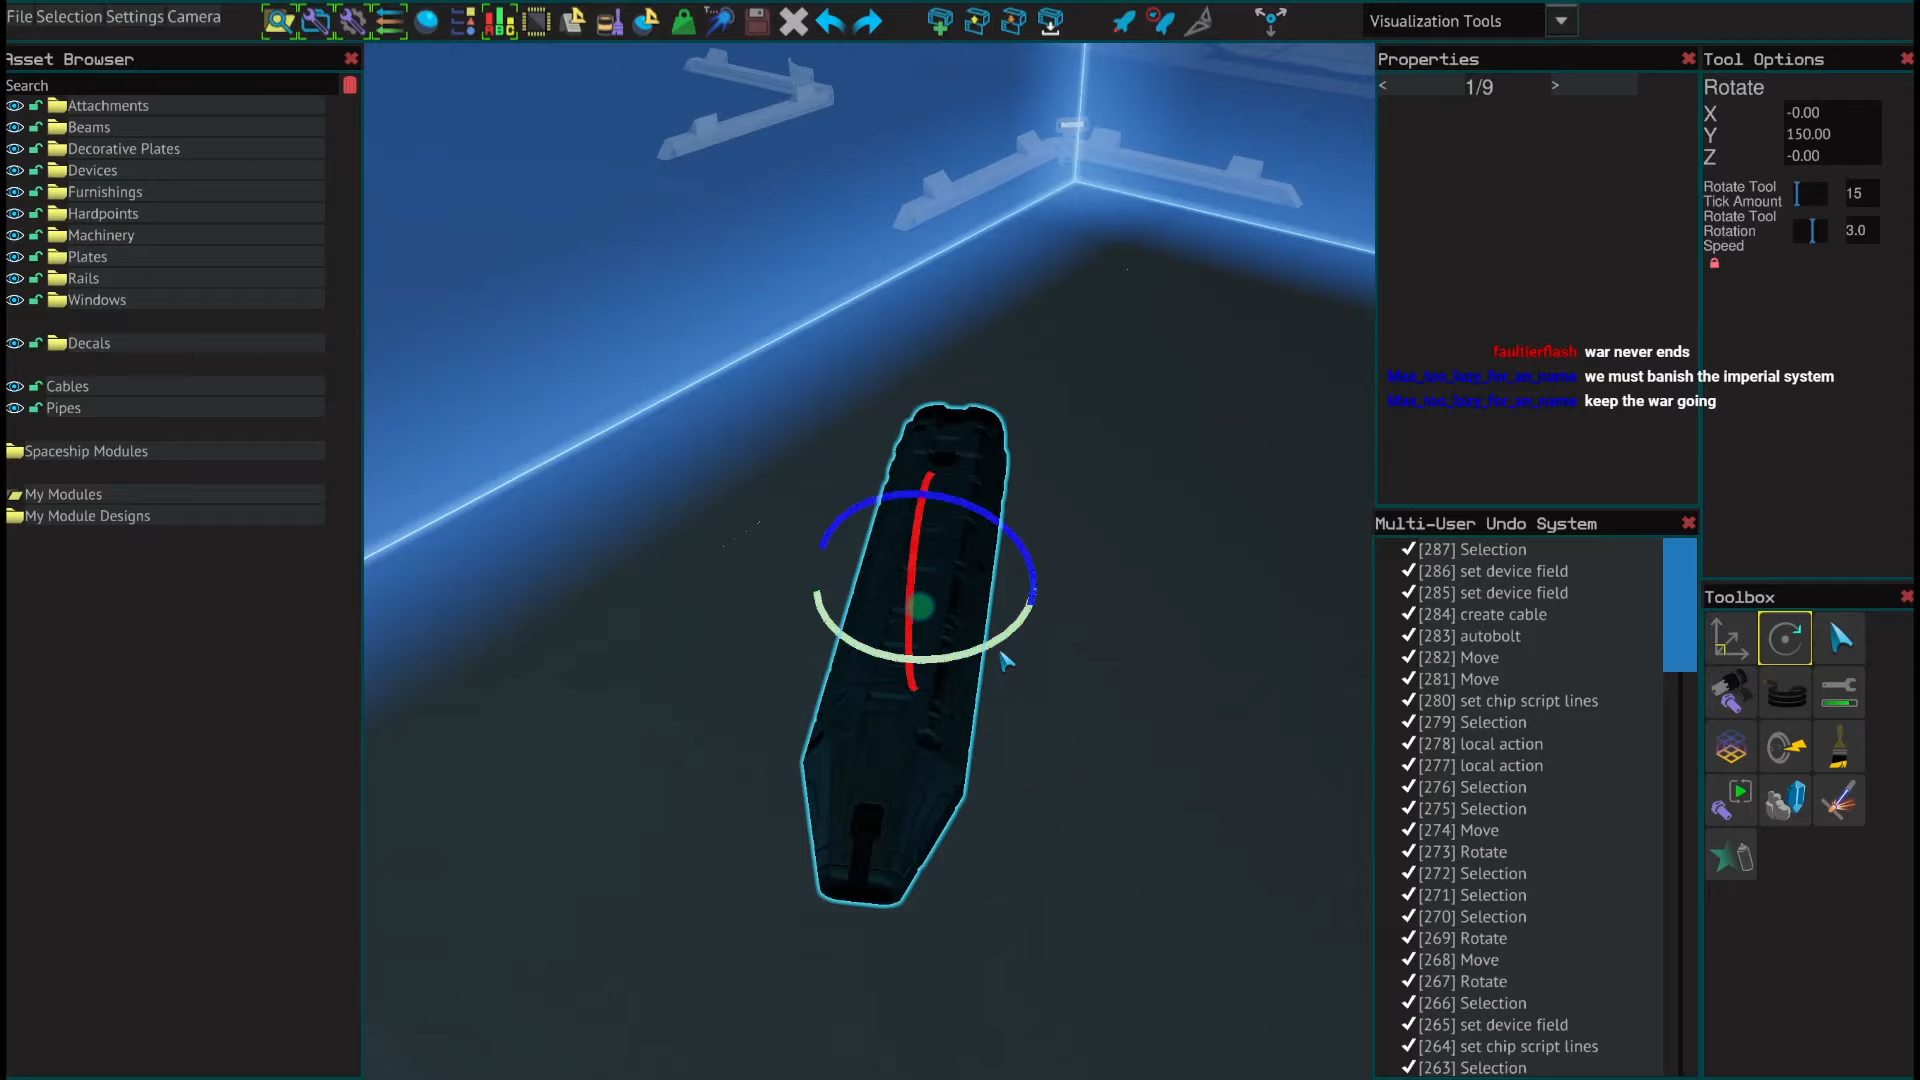 File Selection Settings Camera
Visualization Tools
Asset Browser
Search
Attachments
Beams
Decorative Plates
Devices
Furnishings
Hardpoints
Machinery
Plates
Rails
Windows
Decals
Cables
Pipes
Spaceship Modules
My Modules
My Module Designs
ABC
Properties
< 1/9 >
faultierflash war never ends
we must banish the imperial system
keep the war going
Multi-User Undo System
[287] Selection
[286] set device field
[285] set device field
[284] create cable
[283] autobolt
[282] Move
[281] Move
[280] set chip script lines
[279] Selection
[278] local action
[277] local action
[276] Selection
[275] Selection
[274] Move
[273] Rotate
[272] Selection
[271] Selection
[270] Selection
[269] Rotate
[268] Move
[267] Rotate
[266] Selection
[265] set device field
[264] set chip script lines
[263] Selection
Tool Options
Rotate
X -0.00
Y 150.00
Z -0.00
Rotate Tool
Tick Amount 15
Rotate Tool
Rotation
Speed 3.0
Toolbox